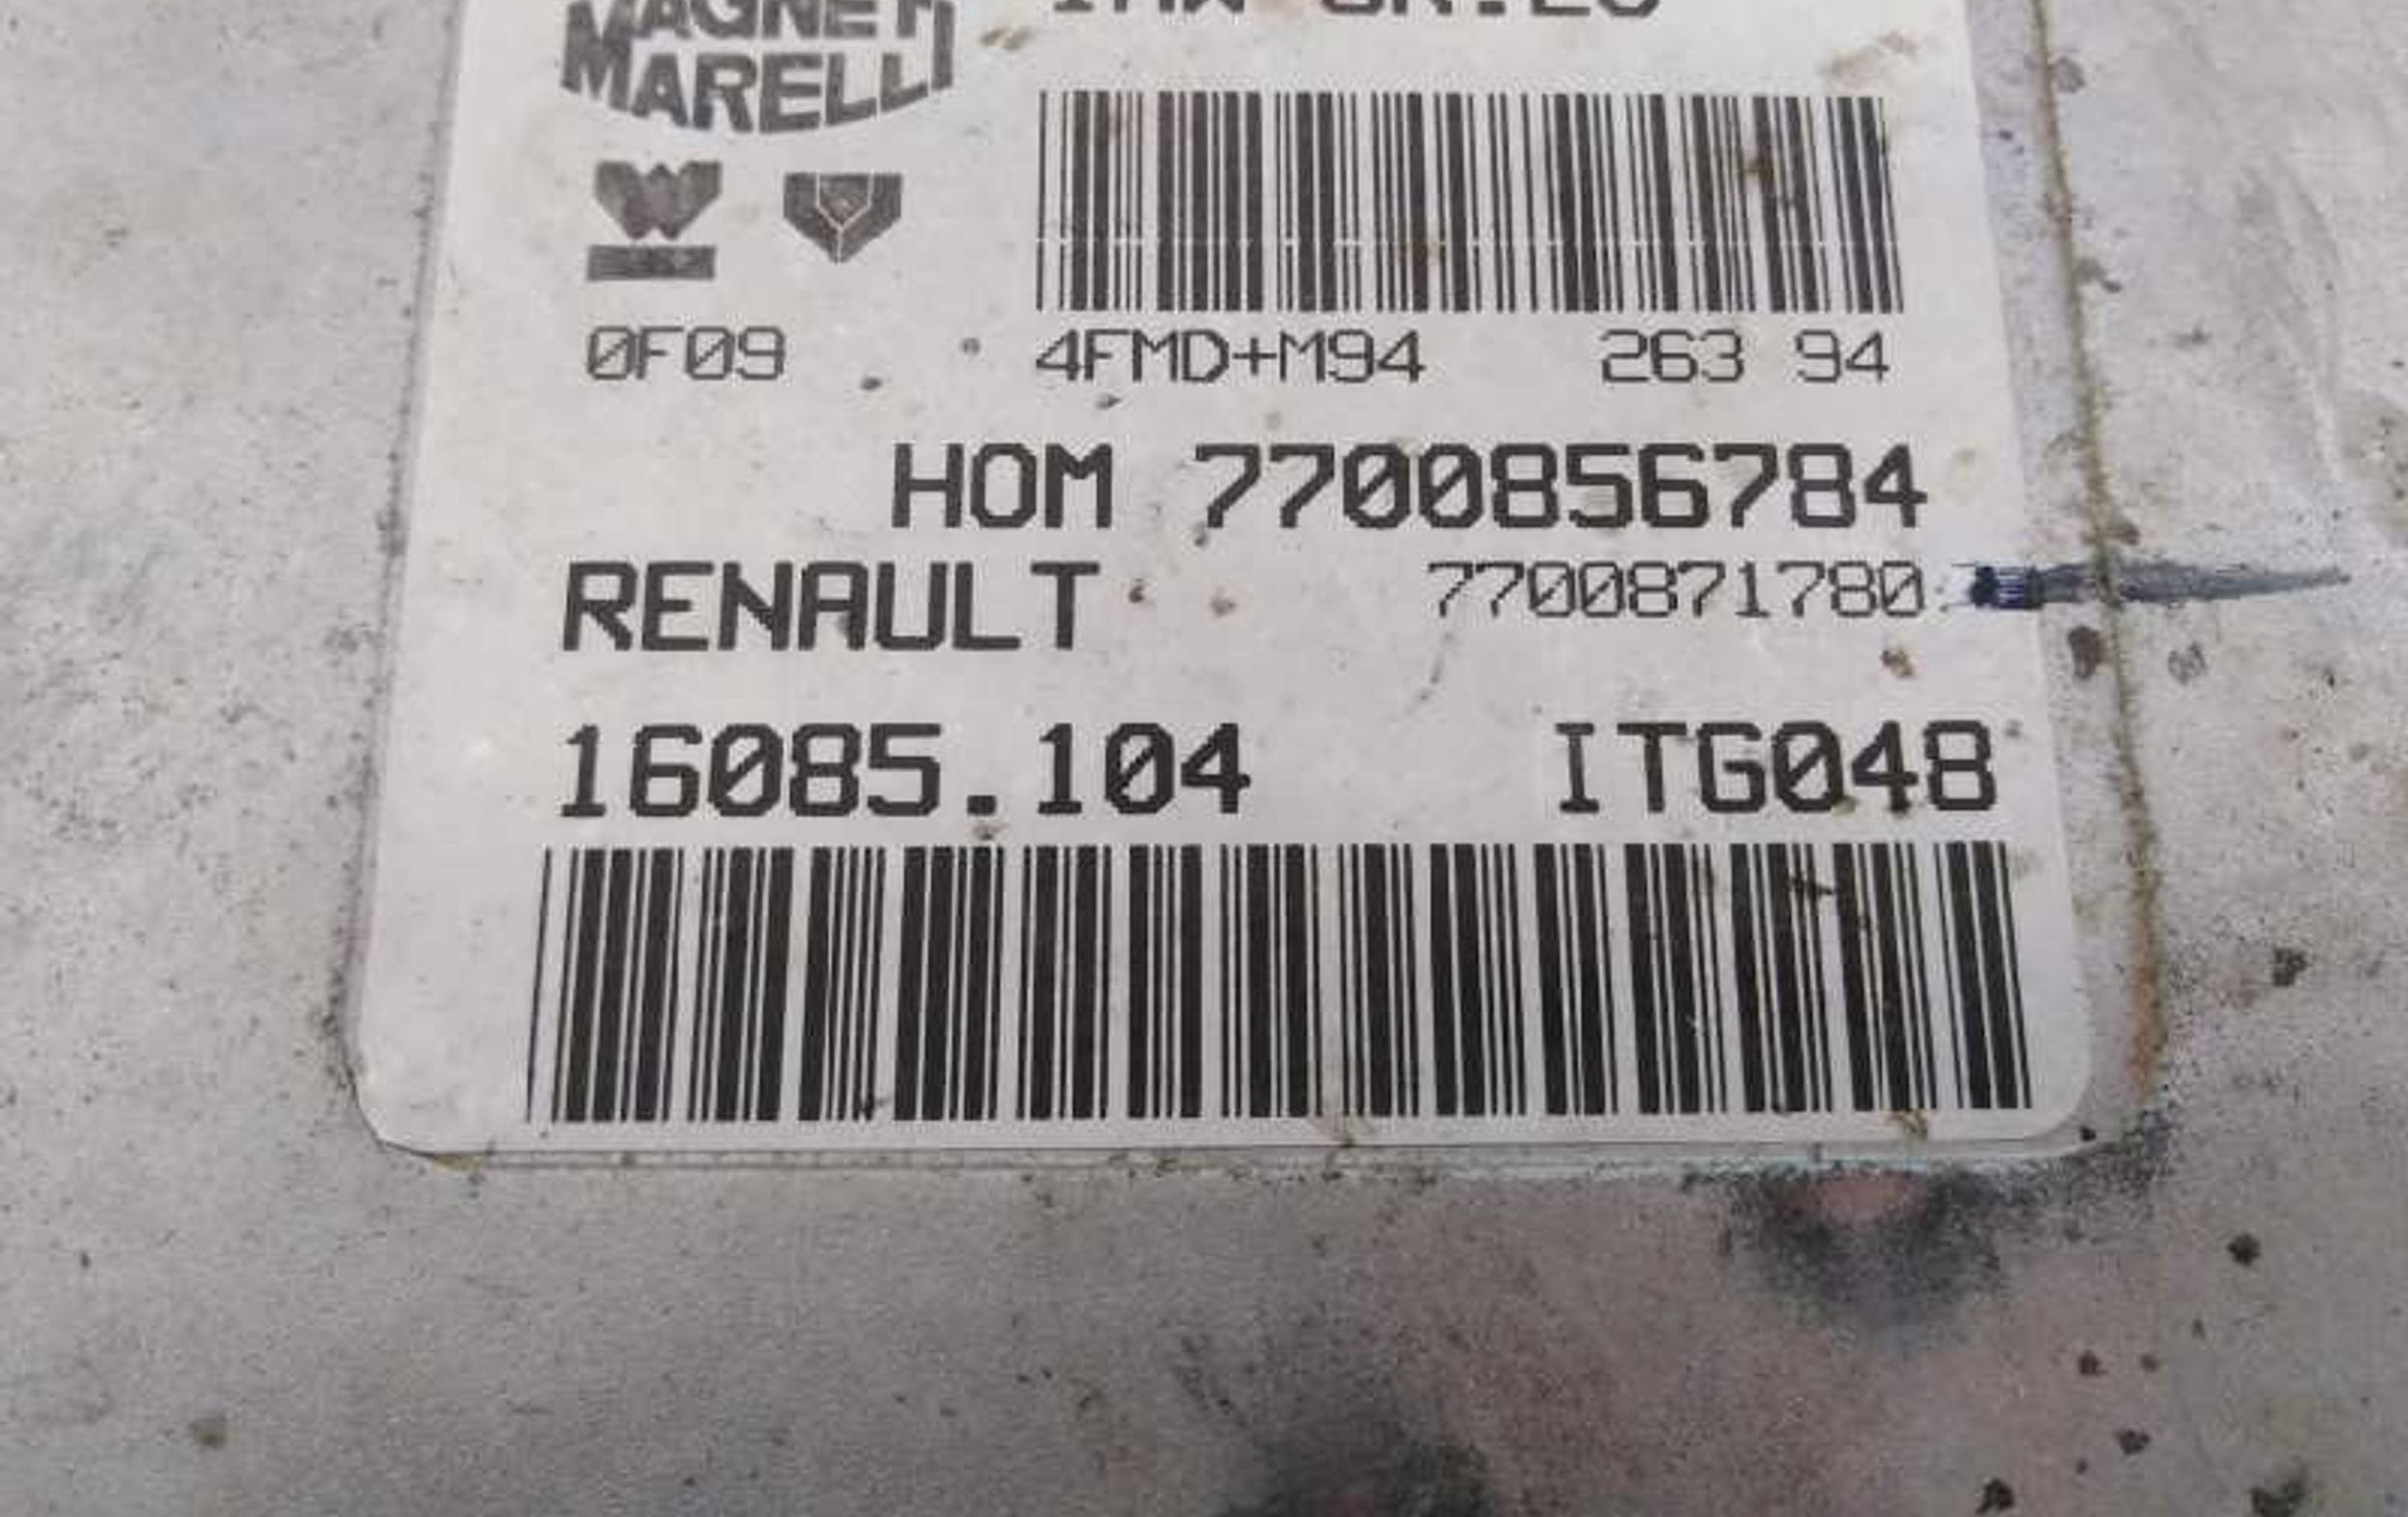 MAGNETI
MARELLI
0F09 4FMD+M94 263 94
HOM 7700856784
RENAULT 7700871780
16085.104 ITG048